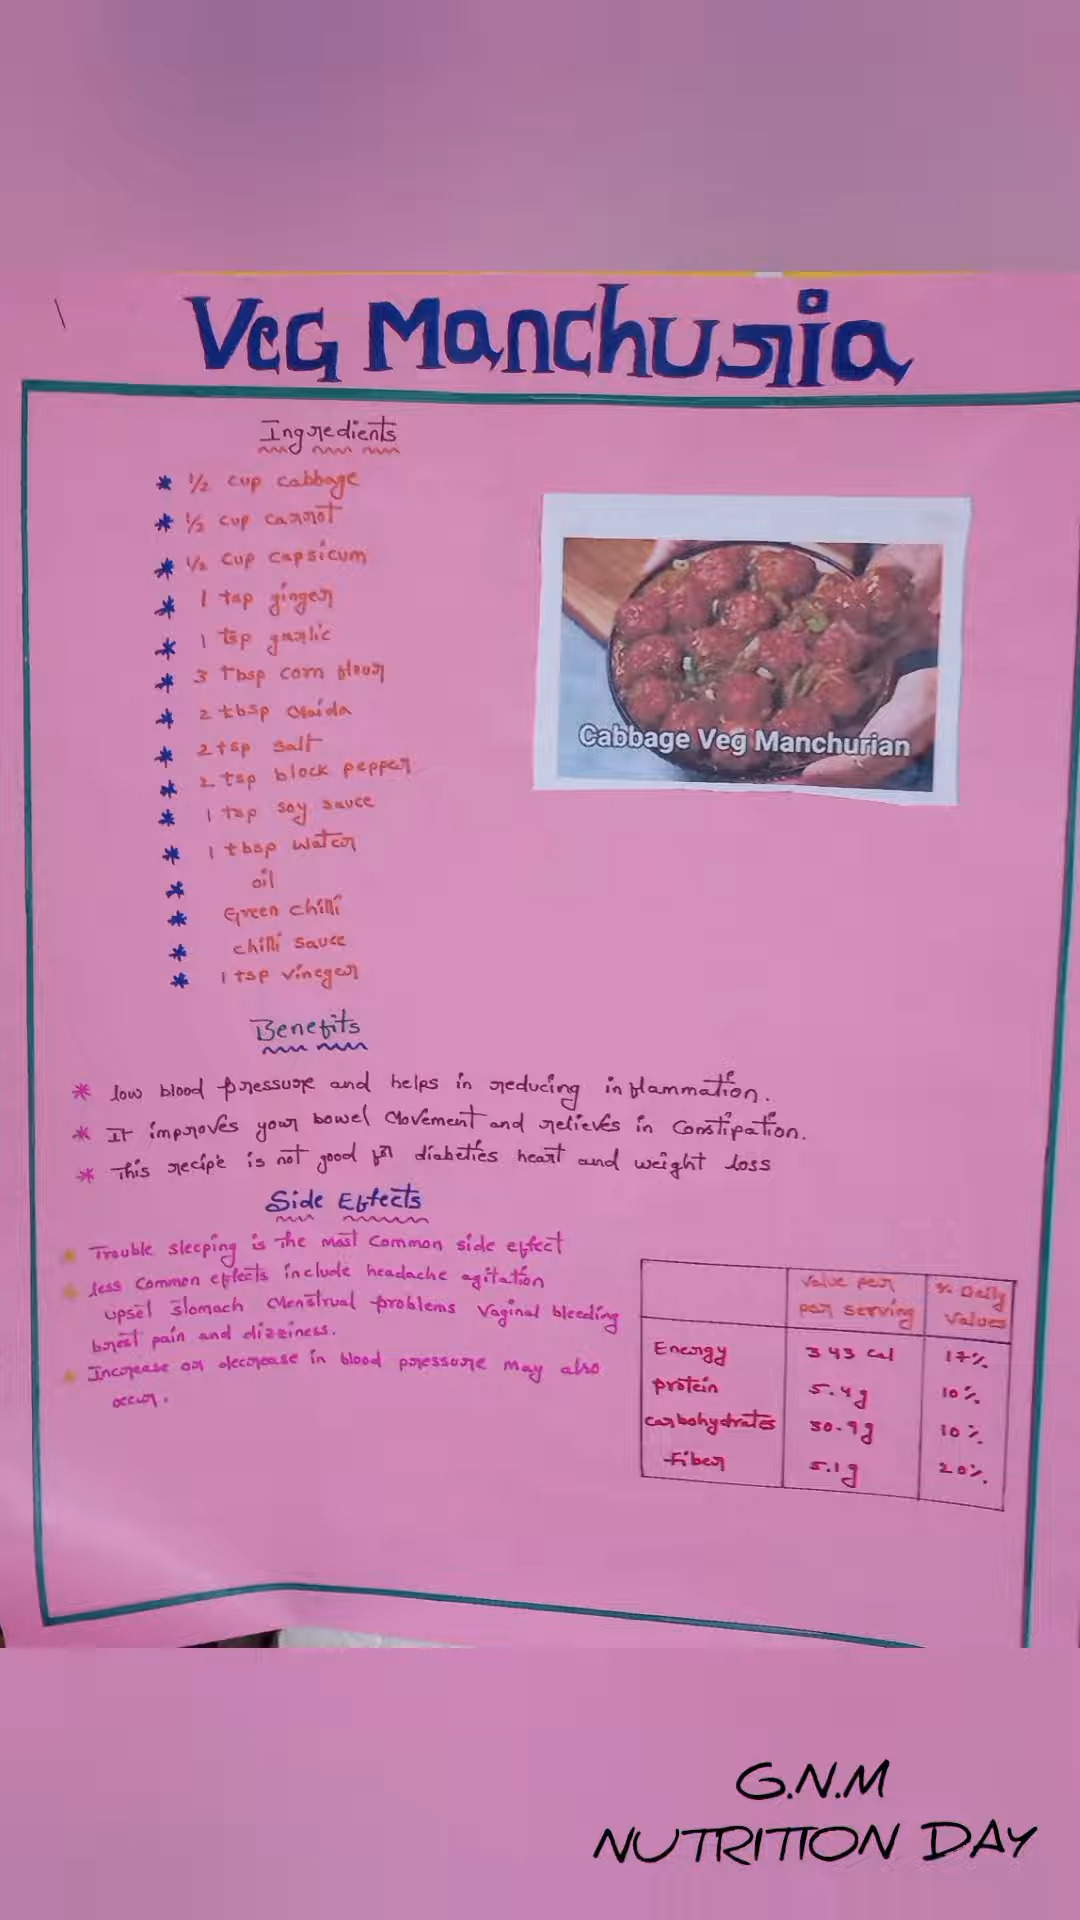 Veg Manchuria
Ingredients
* 1/2 cup cabbage
* 1/2 cup carrot
* 1/2 cup capsicum
* 1 tsp ginger
* 1 tsp garlic
* 3 Tbsp corn flour
* 2 tbsp Maida
* 2 tsp salt
* 2 tsp block pepper
* 1 tsp soy sauce
* 1 tbsp water
* oil
* Green chilli
* chilli sauce
* 1 tsp vineger
Cabbage Veg Manchurian
Benefits
* low blood pressure and helps in reducing inflammation.
* It improves your bowel Movement and relieves in Constipation.
* This recipe is not good for diabeties heart and weight loss
Side Effects
Trouble sleeping is the most common side effect
less Common effects include headache agitation
upset stomach Menstrual problems Vaginal bleeding
brest pain and dizziness.
Increase or decrease in blood pressure may also
occur.
Value per % Daily
per serving Values
Energy 343 cal 17%
protein 5.4g 10%
carbohydrates 30.9g 10%
Fiber 5.1g 20%
G.N.M
NUTRITION DAY